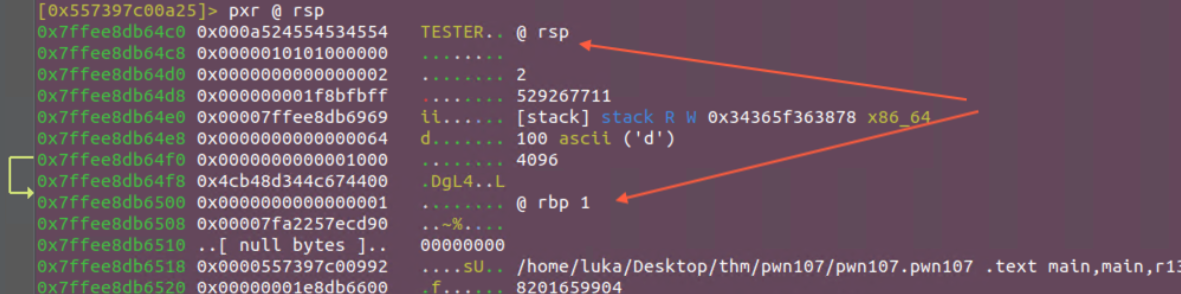 [0x557397c00a25]> pxr @ rsp
0x7ffee8db64c0 0x000a524554534554 TESTER.. @ rsp
0x7ffee8db64c8 0x0000010101000000 ........
0x7ffee8db64d0 0x0000000000000002 ........ 2
0x7ffee8db64d8 0x000000001f8bfbff ........ 529267711
0x7ffee8db64e0 0x00007ffee8db6969 ii...... [stack] stack R W 0x34365f363878 x86_64
0x7ffee8db64e8 0x0000000000000064 d....... 100 ascii ('d')
0x7ffee8db64f0 0x0000000000001000 ........ 4096
0x7ffee8db64f8 0x4cb48d344c674400 .DgL4..L
0x7ffee8db6500 0x0000000000000001 ........ @ rbp 1
0x7ffee8db6508 0x00007fa2257ecd90 ..~%....
0x7ffee8db6510 ..[ null bytes ].. 00000000
0x7ffee8db6518 0x0000557397c00992 ....sU.. /home/luka/Desktop/thm/pwn107/pwn107.pwn107 .text main,main,r13
0x7ffee8db6520 0x00000001e8db6600 .f...... 8201659904